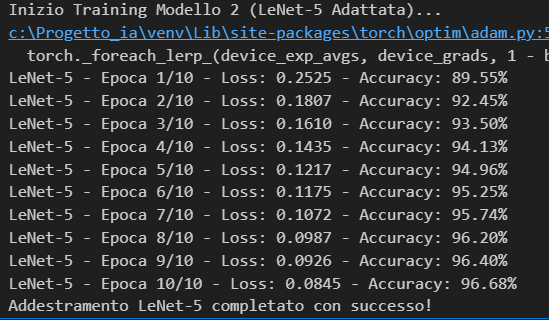 Inizio Training Modello 2 (LeNet-5 Adattata)...
c:\Progetto_ia\venv\Lib\site-packages\torch\optim\adam.py:5
torch._foreach_lerp_(device_exp_avgs, device_grads, 1 - b
LeNet-5 - Epoca 1/10 - Loss: 0.2525 - Accuracy: 89.55%
LeNet-5 - Epoca 2/10 - Loss: 0.1807 - Accuracy: 92.45%
LeNet-5 - Epoca 3/10 - Loss: 0.1610 - Accuracy: 93.50%
LeNet-5 - Epoca 4/10 - Loss: 0.1435 - Accuracy: 94.13%
LeNet-5 - Epoca 5/10 - Loss: 0.1217 - Accuracy: 94.96%
LeNet-5 - Epoca 6/10 - Loss: 0.1175 - Accuracy: 95.25%
LeNet-5 - Epoca 7/10 - Loss: 0.1072 - Accuracy: 95.74%
LeNet-5 - Epoca 8/10 - Loss: 0.0987 - Accuracy: 96.20%
LeNet-5 - Epoca 9/10 - Loss: 0.0926 - Accuracy: 96.40%
LeNet-5 - Epoca 10/10 - Loss: 0.0845 - Accuracy: 96.68%
Addestramento LeNet-5 completato con successo!